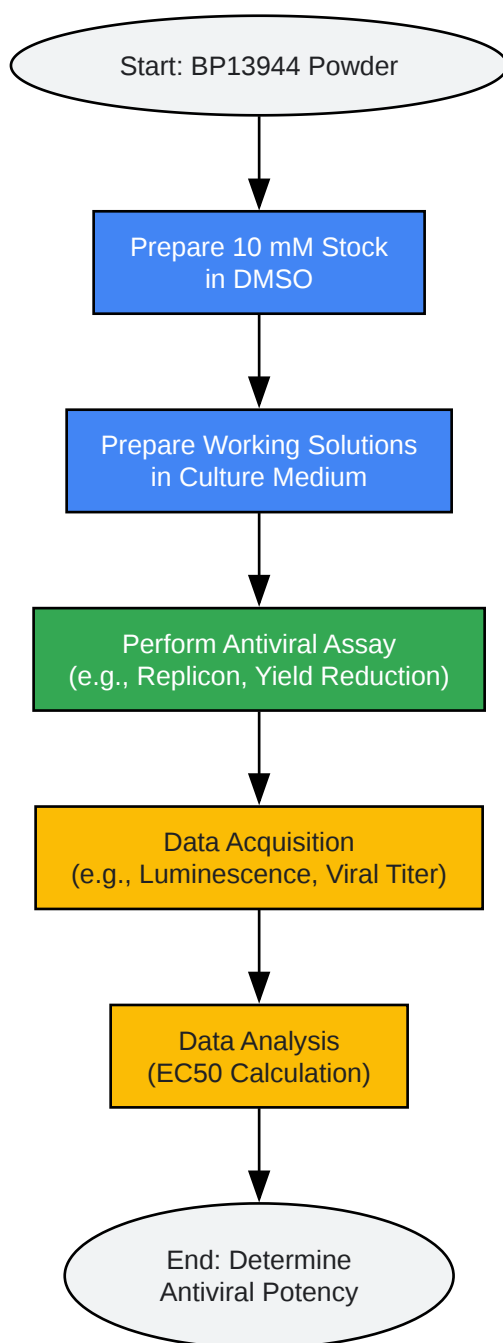 Start: BP13944 Powder
Prepare 10 mM Stock
in DMSO
Prepare Working Solutions
in Culture Medium
Perform Antiviral Assay
(e.g., Replicon, Yield Reduction)
Data Acquisition
(e.g., Luminescence, Viral Titer)
Data Analysis
(EC50 Calculation)
End: Determine
Antiviral Potency